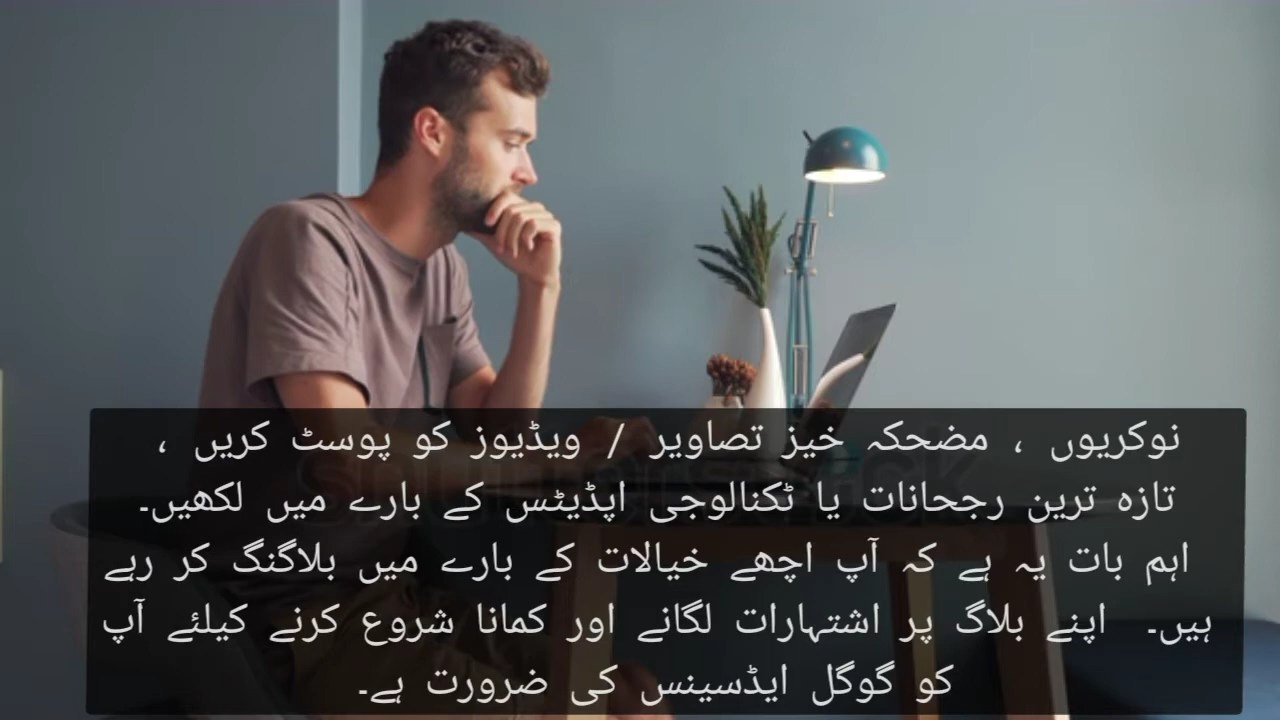 نوکریوں ، مضحکہ خیز تصاویر / ویڈیوز کو پوسٹ کریں ،
تازہ ترین رجحانات یا ٹکنالوجی اپڈیٹس کے بارے میں لکھیں۔
اہم بات یہ ہے کہ آپ اچھے خیالات کے بارے میں بلاگنگ کر رہے
ہیں۔ اپنے بلاگ پر اشتہارات لگانے اور کمانا شروع کرنے کیلئے آپ
کو گوگل ایڈسینس کی ضرورت ہے۔